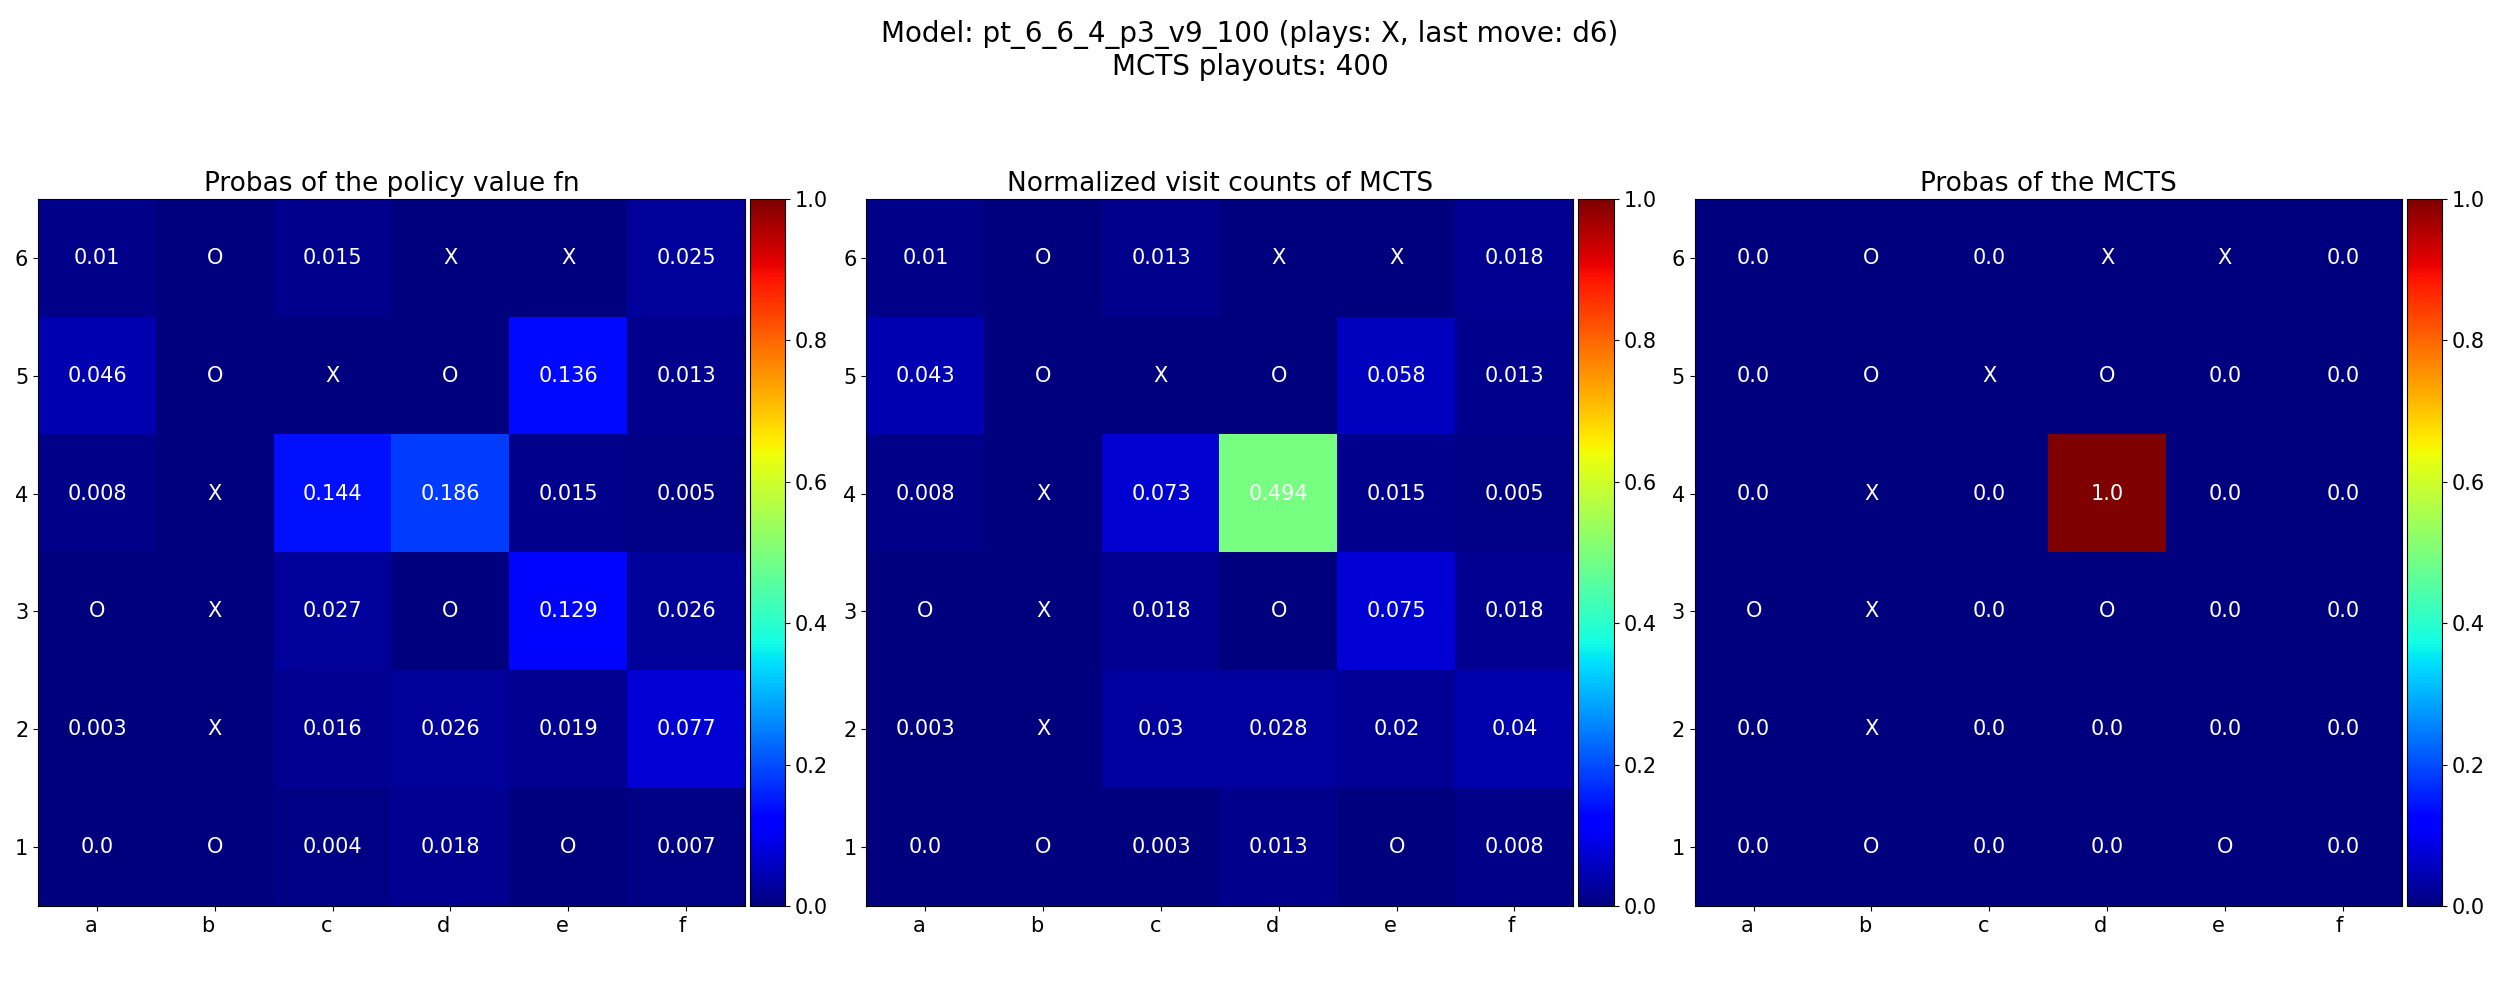 Model: pt_6_6_4_p3_v9_100 (plays: X, last move: d6)
MCTS playouts: 400
Probas of the policy value fn
6 0.01 O 0.015 X X 0.025
5 0.046 O X O 0.136 0.013
4 0.008 X 0.144 0.186 0.015 0.005
3 O X 0.027 O 0.129 0.026
2 0.003 X 0.016 0.026 0.019 0.077
1 0.0 O 0.004 0.018 O 0.007
a b c d e f
1.0
0.8
0.6
0.4
0.2
0.0
Normalized visit counts of MCTS
6 0.01 O 0.013 X X 0.018
5 0.043 O X O 0.058 0.013
4 0.008 X 0.073 0.494 0.015 0.005
3 O X 0.018 O 0.075 0.018
2 0.003 X 0.03 0.028 0.02 0.04
1 0.0 O 0.003 0.013 O 0.008
a b c d e f
1.0
0.8
0.6
0.4
0.2
0.0
Probas of the MCTS
6 0.0 O 0.0 X X 0.0
5 0.0 O X O 0.0 0.0
4 0.0 X 0.0 1.0 0.0 0.0
3 O X 0.0 O 0.0 0.0
2 0.0 X 0.0 0.0 0.0 0.0
1 0.0 O 0.0 0.0 O 0.0
a b c d e f
1.0
0.8
0.6
0.4
0.2
0.0